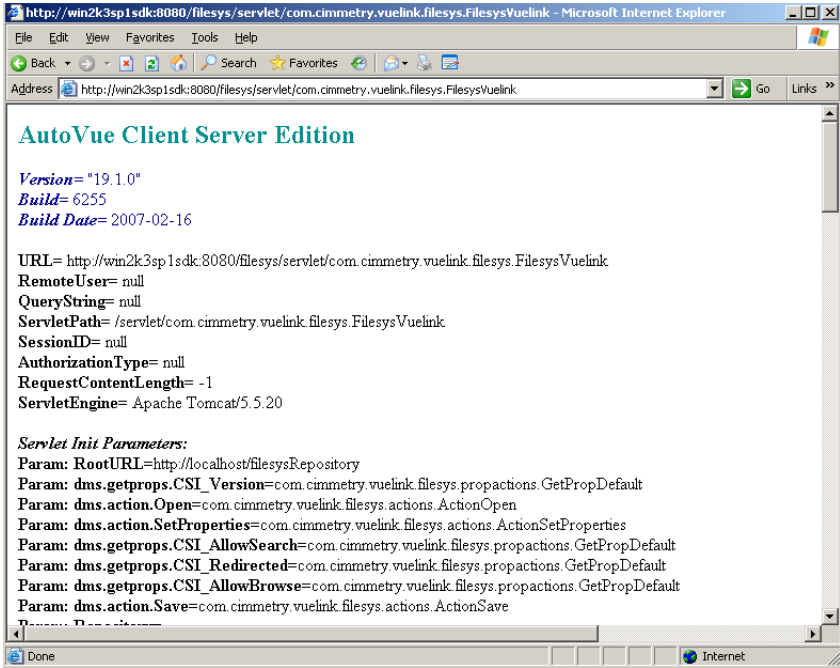 http://win2k3sp1sdk:8080/filesys/servlet/com.cimmetry.vuelink.filesys.FilesysVuelink - Microsoft Internet Explorer
File Edit View Favorites Tools Help
Back Search Favorites
Address http://win2k3sp1sdk:8080/filesys/servlet/com.cimmetry.vuelink.filesys.FilesysVuelink Go Links »
AutoVue Client Server Edition
Version= "19.1.0"
Build= 6255
Build Date= 2007-02-16
URL= http://win2k3sp1sdk:8080/filesys/servlet/com.cimmetry.vuelink.filesys.FilesysVuelink
RemoteUser= null
QueryString= null
ServletPath= /servlet/com.cimmetry.vuelink.filesys.FilesysVuelink
SessionID= null
AuthorizationType= null
RequestContentLength= -1
ServletEngine= Apache Tomcat/5.5.20
Servlet Init Parameters:
Param: RootURL=http://localhost/filesysRepository
Param: dms.getprops.CSI_Version=com.cimmetry.vuelink.filesys.propactions.GetPropDefault
Param: dms.action.Open=com.cimmetry.vuelink.filesys.actions.ActionOpen
Param: dms.action.SetProperties=com.cimmetry.vuelink.filesys.actions.ActionSetProperties
Param: dms.getprops.CSI_AllowSearch=com.cimmetry.vuelink.filesys.propactions.GetPropDefault
Param: dms.getprops.CSI_Redirected=com.cimmetry.vuelink.filesys.propactions.GetPropDefault
Param: dms.getprops.CSI_AllowBrowse=com.cimmetry.vuelink.filesys.propactions.GetPropDefault
Param: dms.action.Save=com.cimmetry.vuelink.filesys.actions.ActionSave
Done Internet